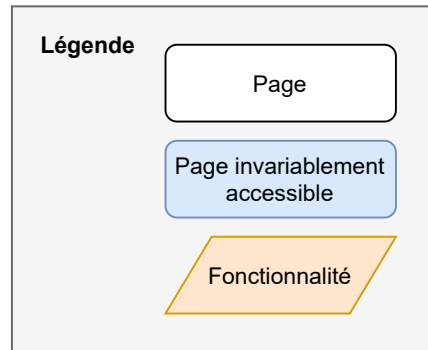 Légende
Page
Page invariablement
accessible
Fonctionnalité